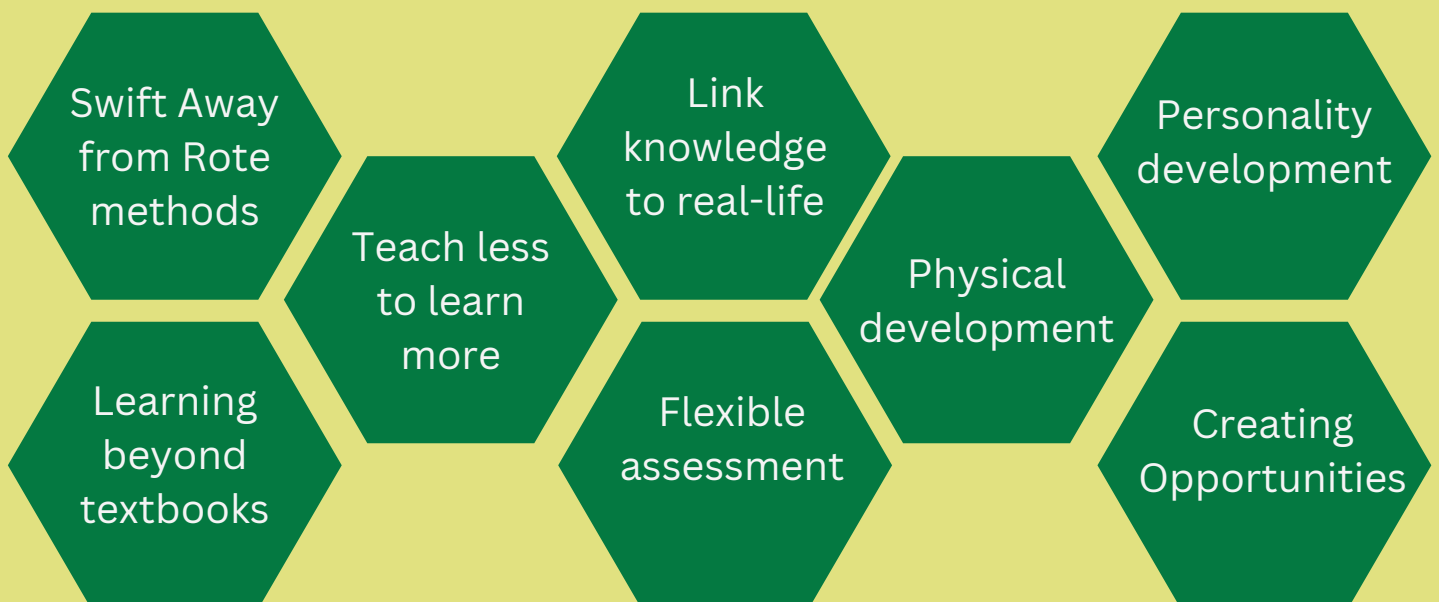 Swift Away
from Rote
methods
Learning
beyond
textbooks
Teach less
to learn
more
Link
knowledge
to real-life
Flexible
assessment
Physical
development
Personality
development
Creating
Opportunities